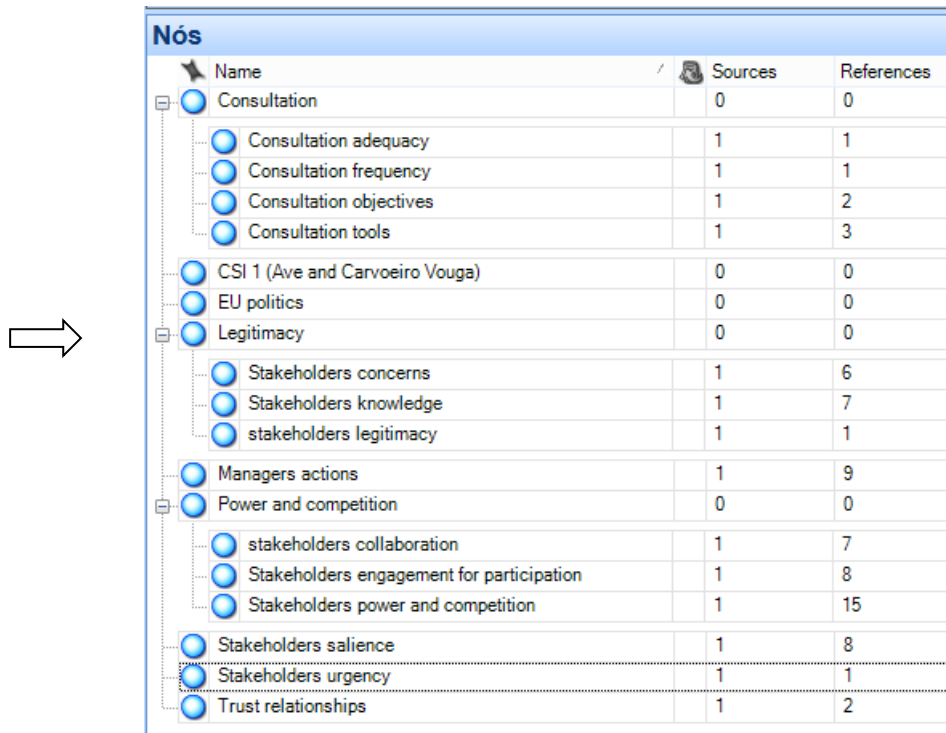 Nós
Name / Sources References
Consultation 0 0
Consultation adequacy 1 1
Consultation frequency 1 1
Consultation objectives 1 2
Consultation tools 1 3
CSI 1 (Ave and Carvoeiro Vouga) 0 0
EU politics 0 0
Legitimacy 0 0
Stakeholders concerns 1 6
Stakeholders knowledge 1 7
stakeholders legitimacy 1 1
Managers actions 1 9
Power and competition 0 0
stakeholders collaboration 1 7
Stakeholders engagement for participation 1 8
Stakeholders power and competition 1 15
Stakeholders salience 1 8
Stakeholders urgency 1 1
Trust relationships 1 2